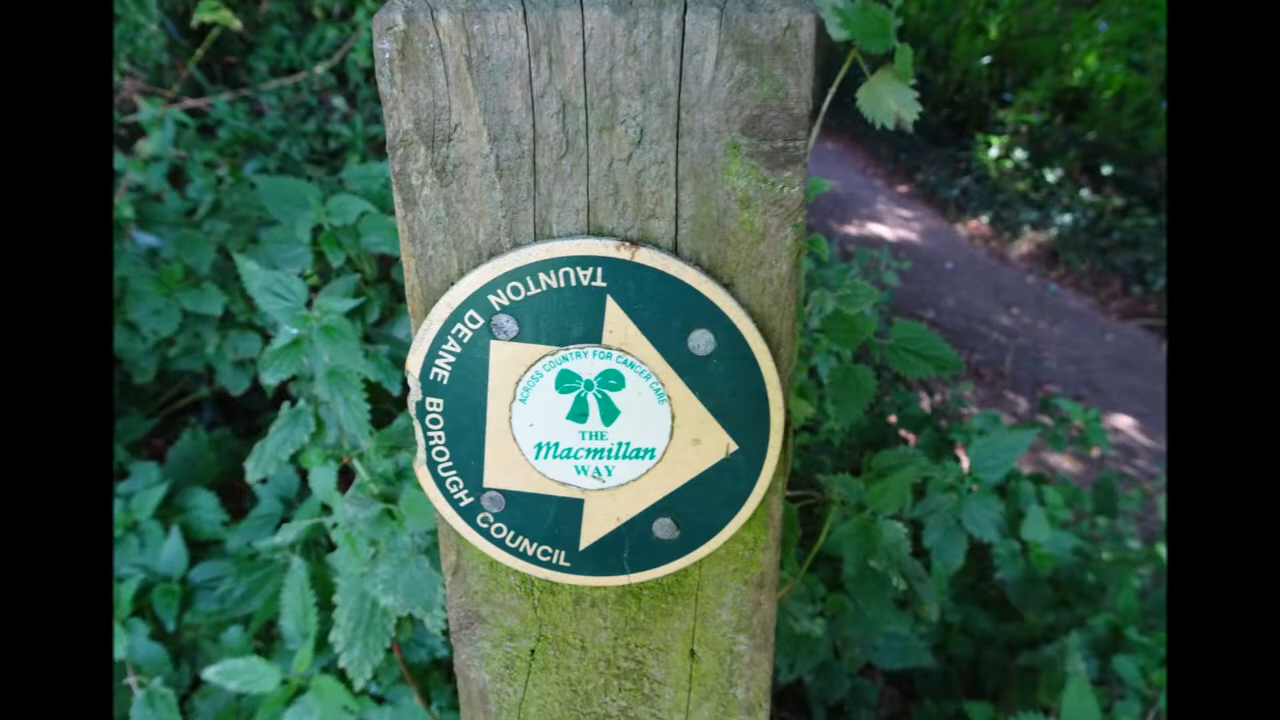 TAUNTON DEANE BOROUGH COUNCIL
ACROSS COUNTRY FOR CANCER CARE
THE
Macmillan
WAY